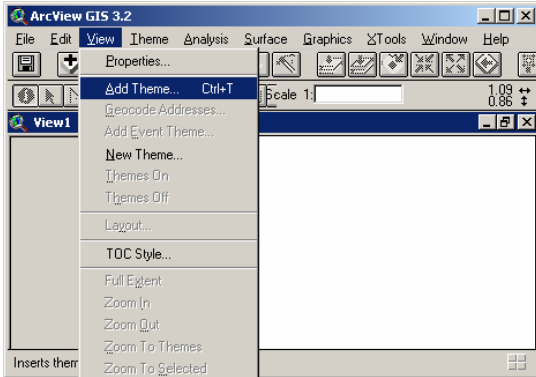 ArcView GIS 3.2
File Edit View Theme Analysis Surface Graphics XTools Window Help
Properties...
Add Theme... Ctrl+T
Scale 1:
1.09
0.86
Geocode Addresses...
View1
Add Event Theme...
New Theme...
Themes On
Themes Off
Layout...
TOC Style...
Full Extent
Zoom In
Zoom Out
Zoom To Themes
Inserts them
Zoom To Selected